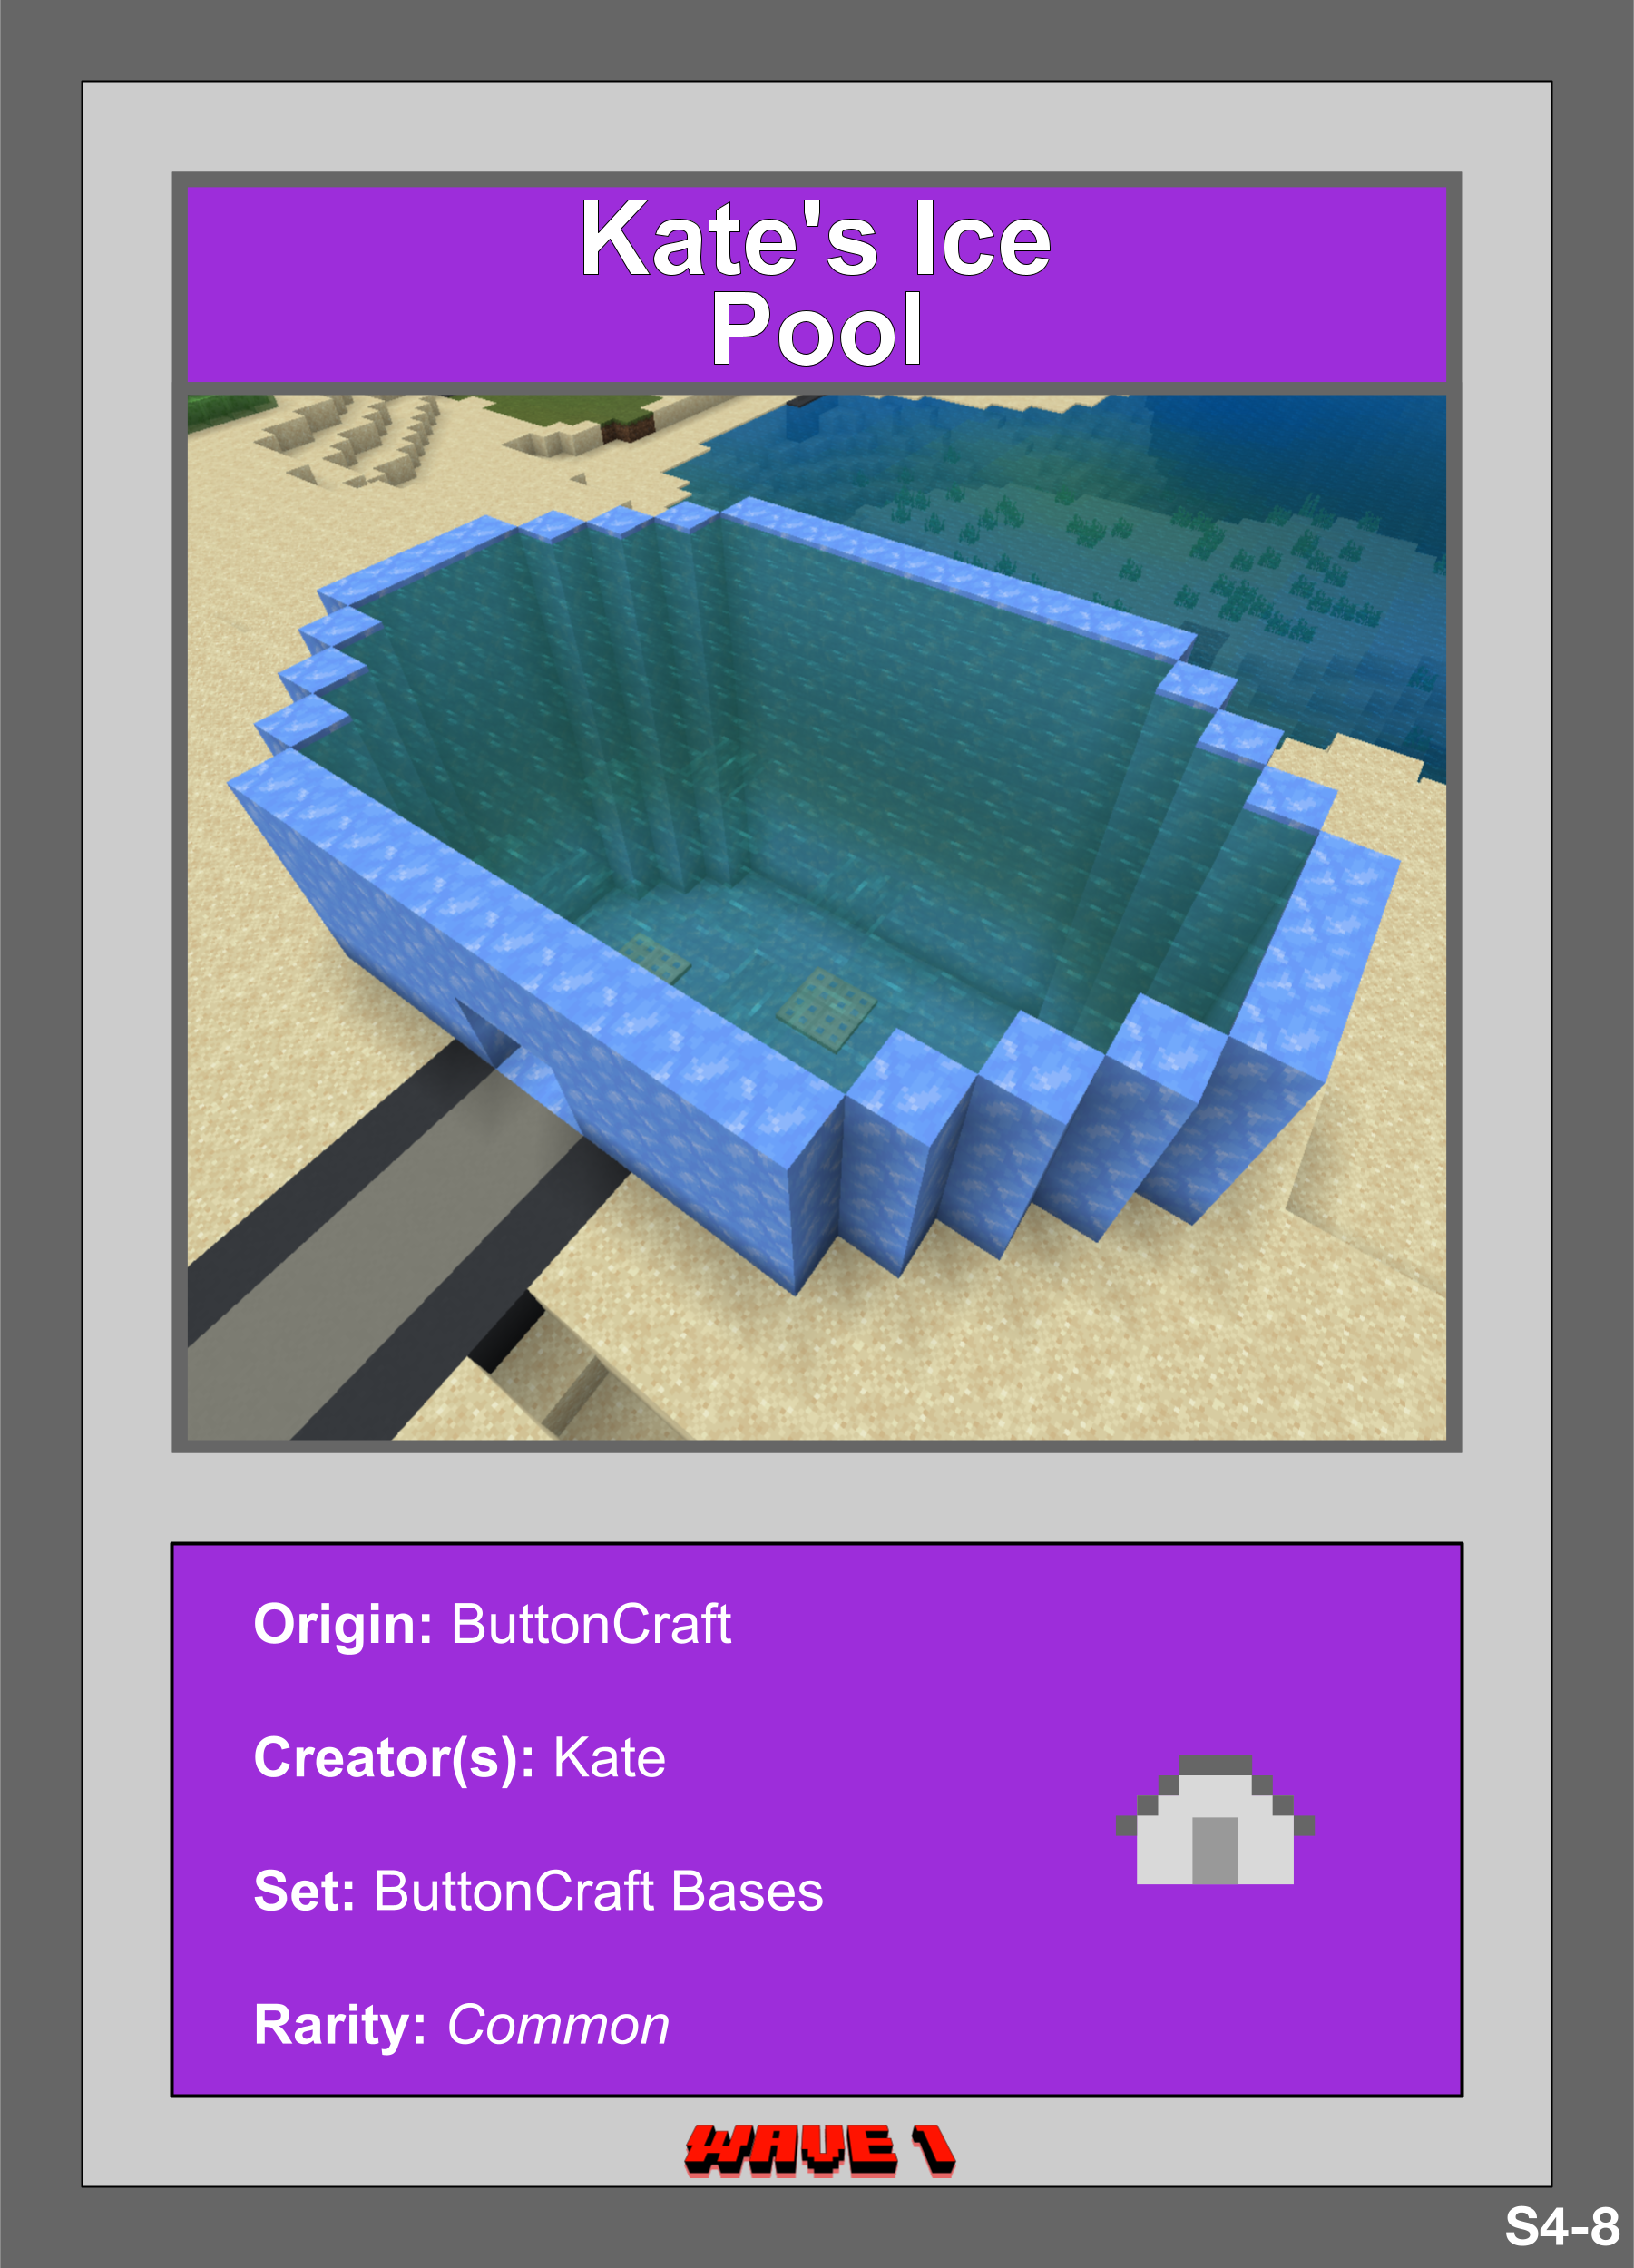 Kate's Ice
Pool
Origin: ButtonCraft
Creator(s): Kate
Set: ButtonCraft Bases
Rarity: Common
WAVE 1
S4-8